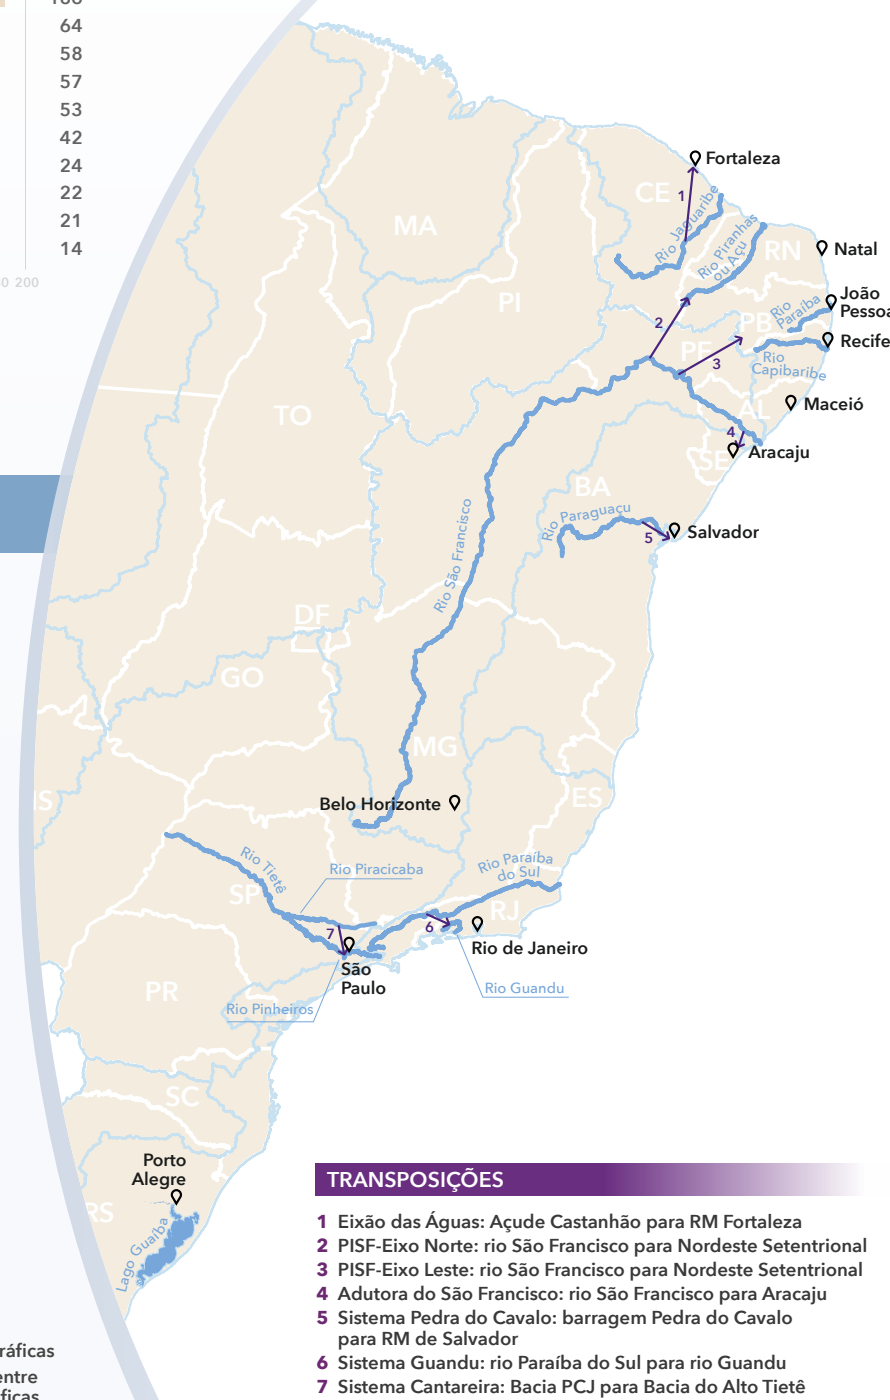 64
58
57
53
42
24
22
21
14
200
Fortaleza
CE
1
Rio Jaguaribe
MA
Rio Piranhas
ou Açu
RN
Natal
PI
João
Pessoa
Rio
Paraíba
PB
2
PE
3
Recife
Rio
Capibaribe
TO
AL
Maceió
4
SE
Aracaju
BA
Rio Paraguaçu
5
Salvador
Rio São Francisco
DF
GO
MG
Belo Horizonte
ES
Rio Tietê
Rio Piracicaba
Rio Paraíba
do Sul
SP
RJ
7
6
Rio de Janeiro
São
Paulo
PR
Rio Pinheiros
Rio Guandu
SC
Porto
Alegre
RS
Lago Guaíba
TRANSPOSIÇÕES
1 Eixão das Águas: Açude Castanhão para RM Fortaleza
2 PISF-Eixo Norte: rio São Francisco para Nordeste Setentrional
3 PISF-Eixo Leste: rio São Francisco para Nordeste Setentrional
4 Adutora do São Francisco: rio São Francisco para Aracaju
5 Sistema Pedra do Cavalo: barragem Pedra do Cavalo
para RM de Salvador
6 Sistema Guandu: rio Paraíba do Sul para rio Guandu
7 Sistema Cantareira: Bacia PCJ para Bacia do Alto Tietê
ráficas
entre